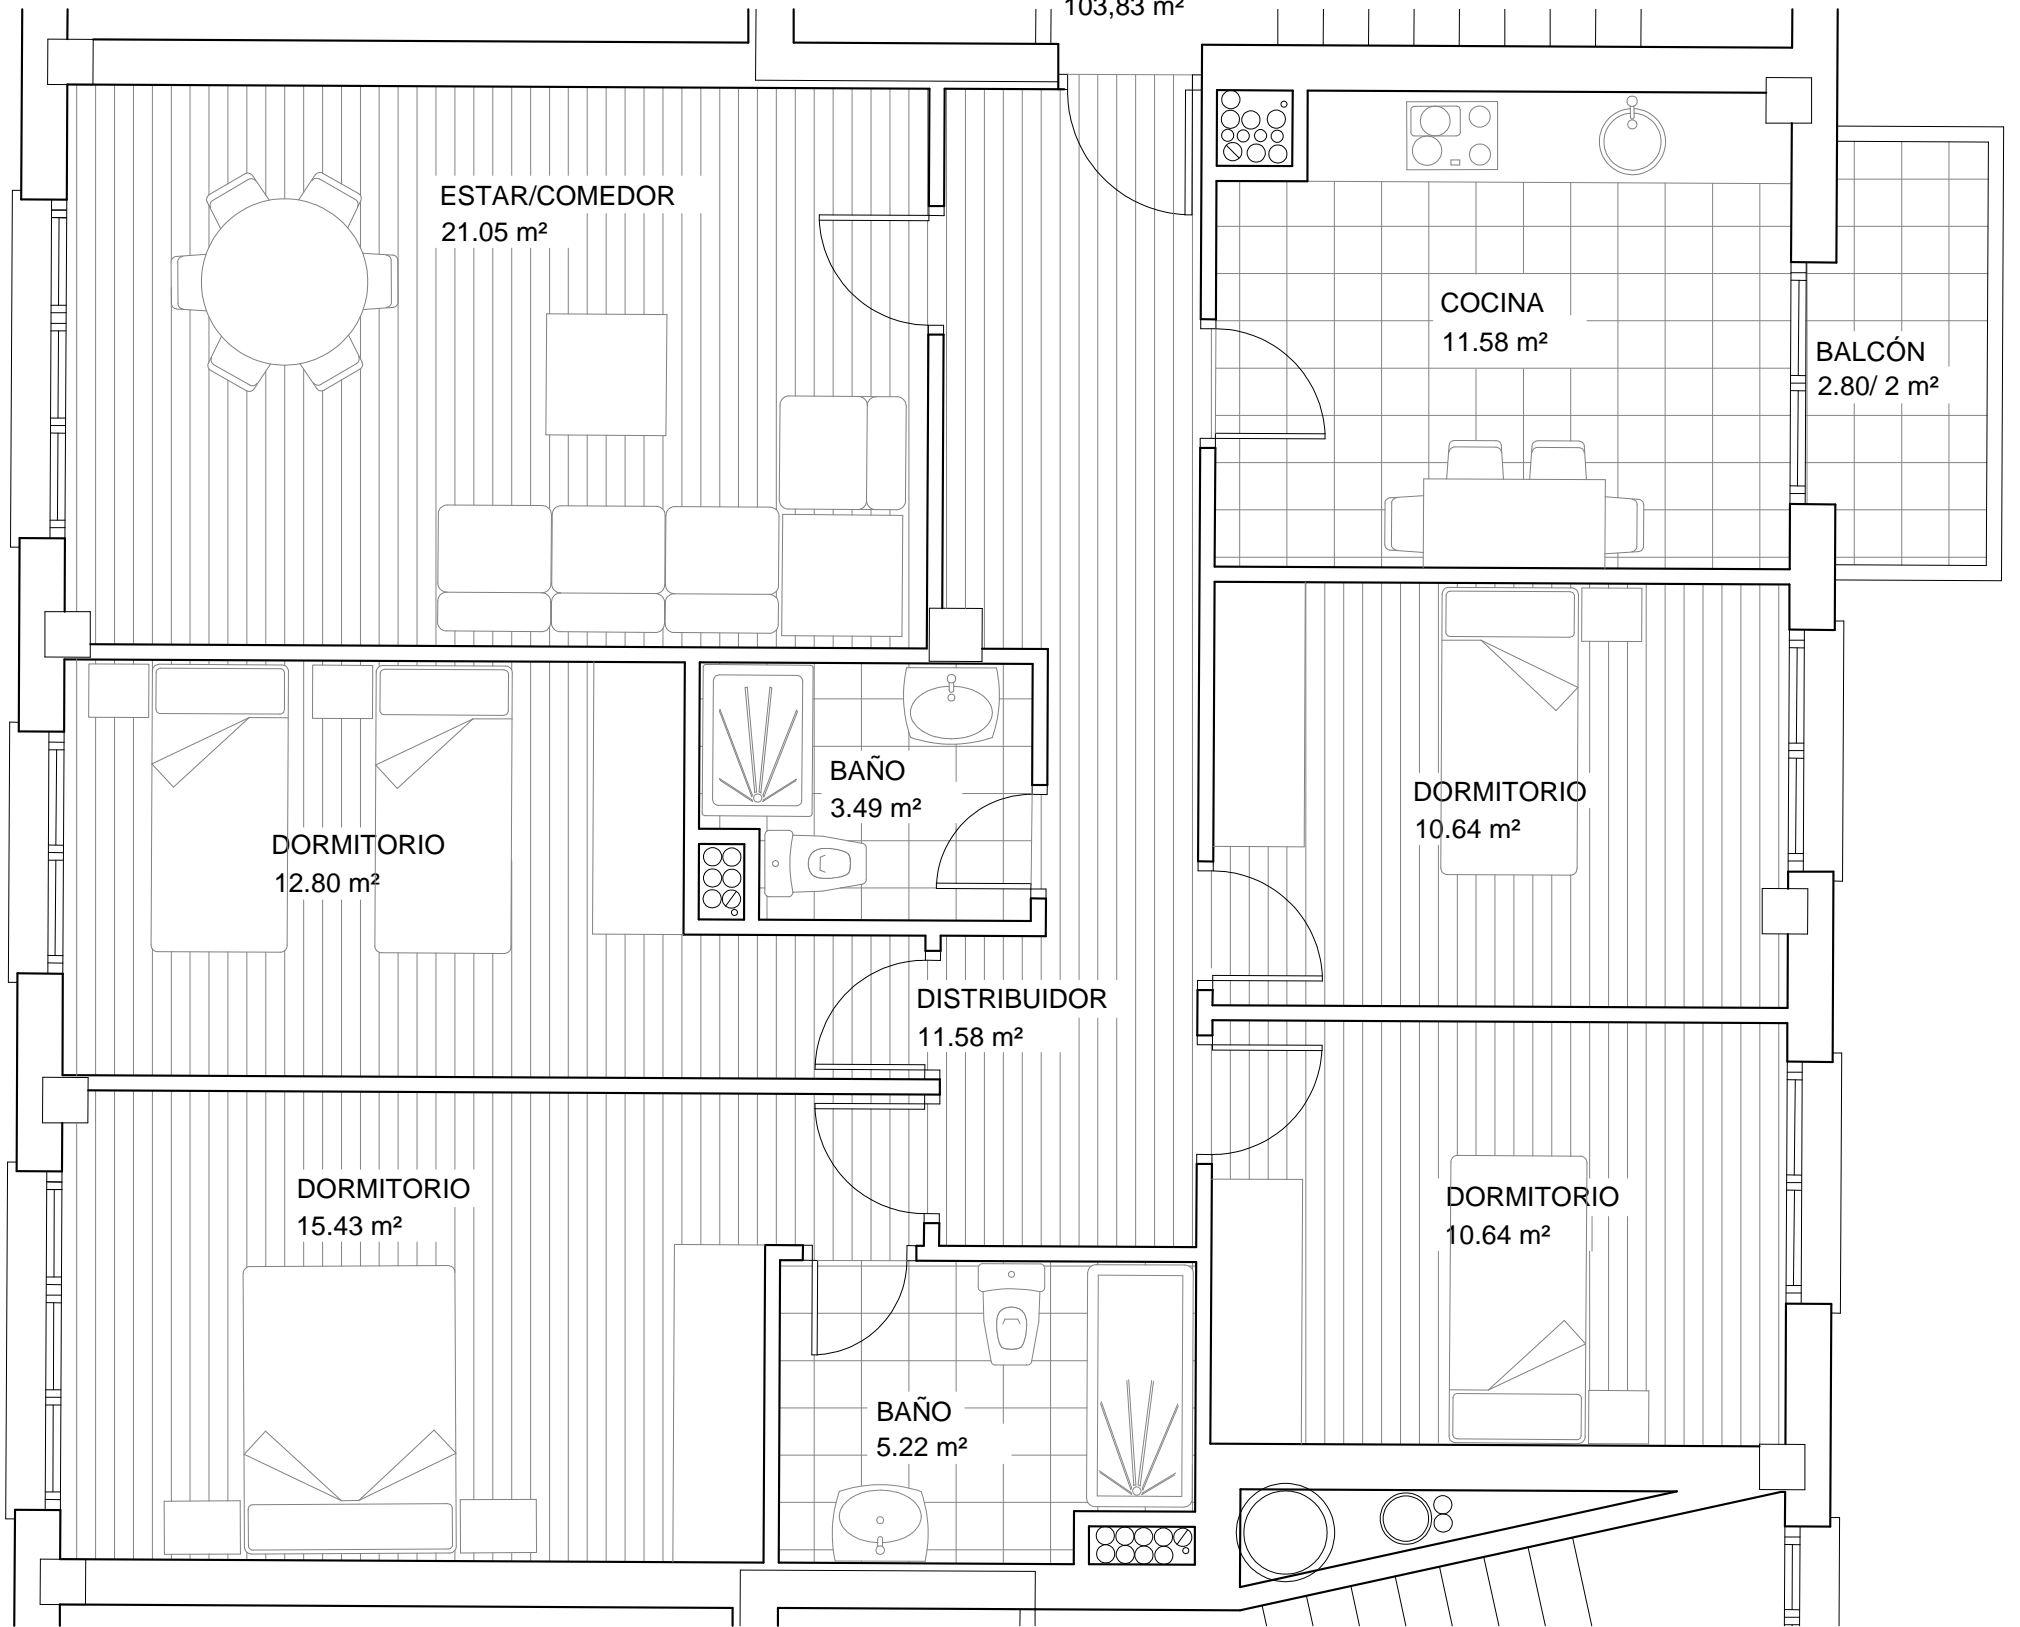 103,83 m²
ESTAR/COMEDOR
21.05 m²
COCINA
11.58 m²
BALCÓN
2.80/ 2 m²
BAÑO
3.49 m²
DORMITORIO
10.64 m²
DORMITORIO
12.80 m²
DISTRIBUIDOR
11.58 m²
DORMITORIO
15.43 m²
DORMITORIO
10.64 m²
BAÑO
5.22 m²